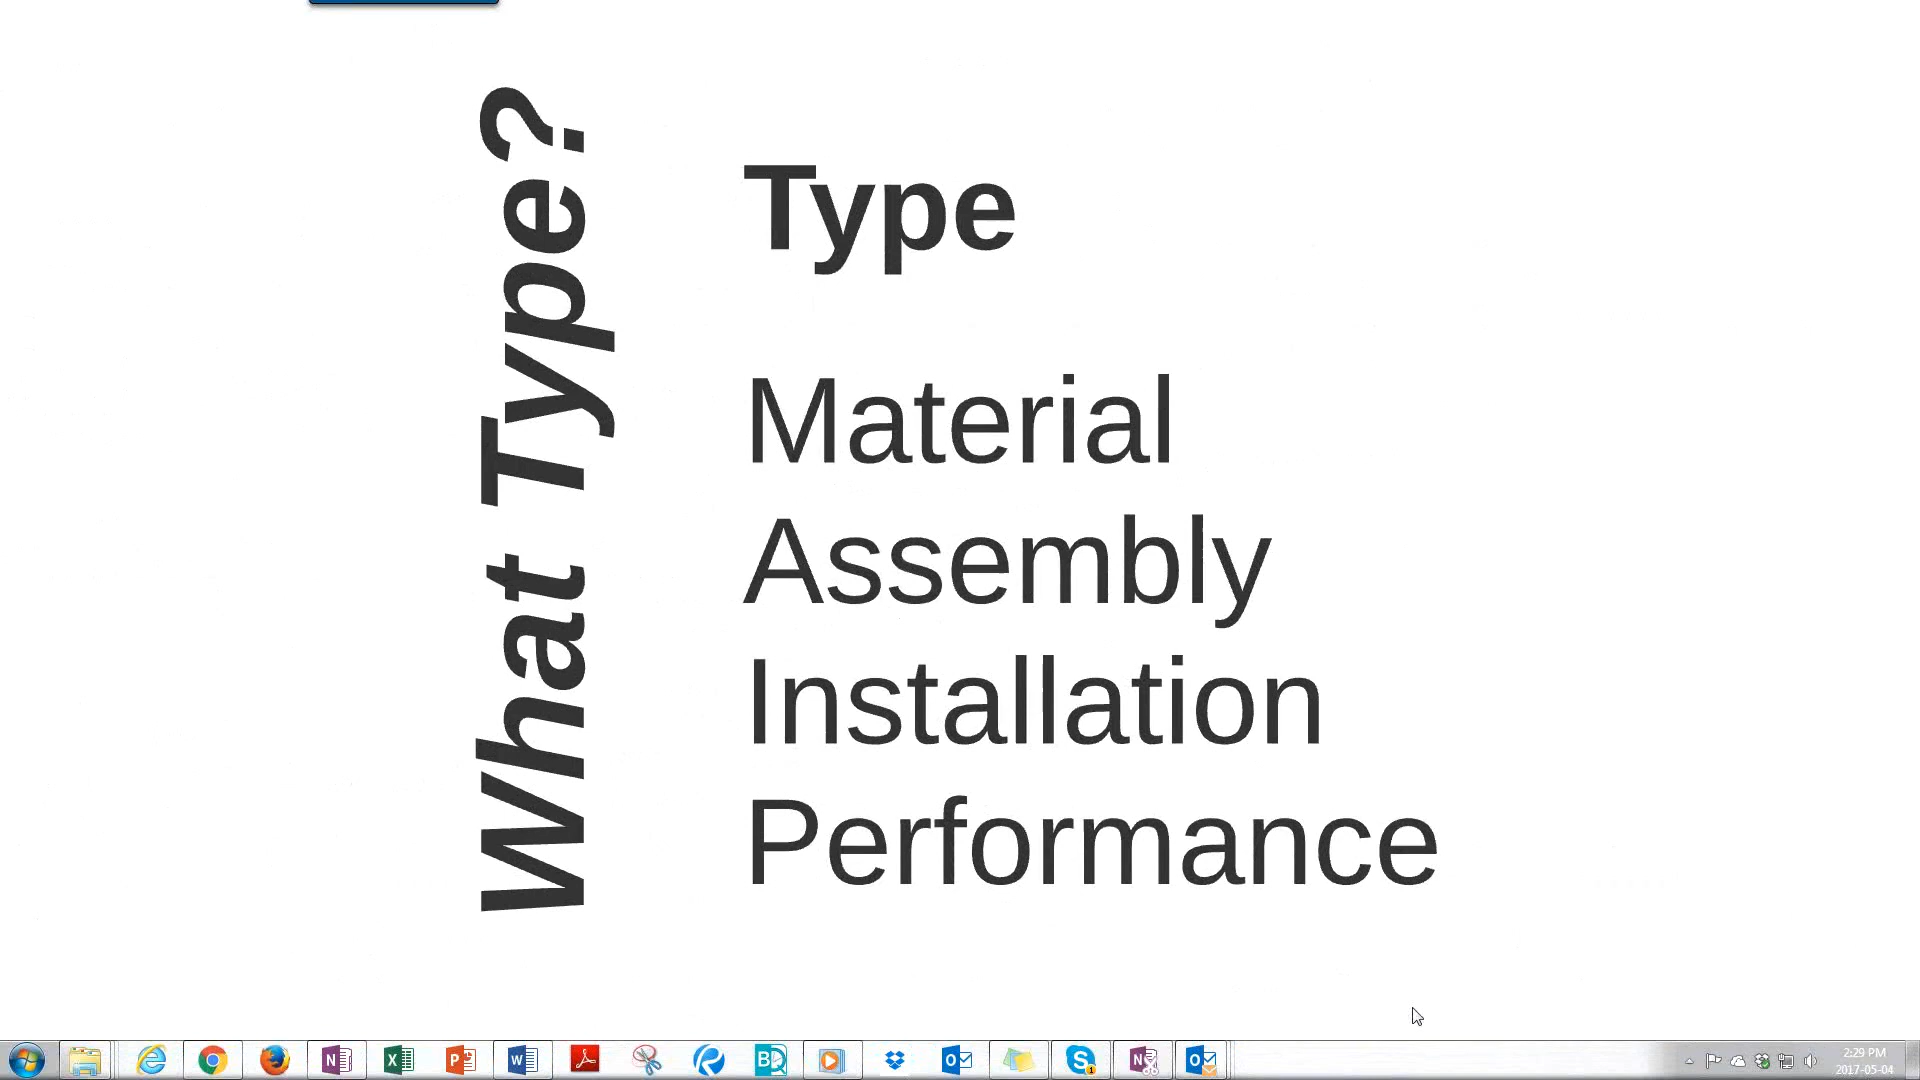 What Type?
Type
Material
Assembly
Installation
Performance
2:29 PM
2017-05-04